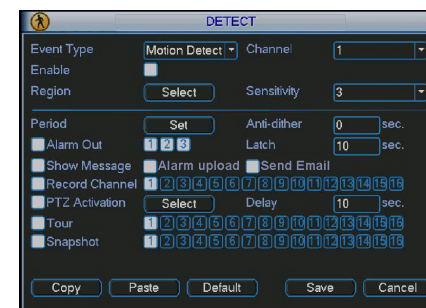 DETECT
Event Type Motion Detect Channel 1
Enable
Region Select Sensitivity 3
Period Set Anti-dither 0 sec.
Alarm Out 1 2 3 Latch 10 sec.
Show Message Alarm upload Send Email
Record Channel 1 2 3 4 5 6 7 8 9 10 11 12 13 14 15 16
PTZ Activation Select Delay 10 sec.
Tour 1 2 3 4 5 6 7 8 9 10 11 12 13 14 15 16
Snapshot 1 2 3 4 5 6 7 8 9 10 11 12 13 14 15 16
Copy Paste Default Save Cancel